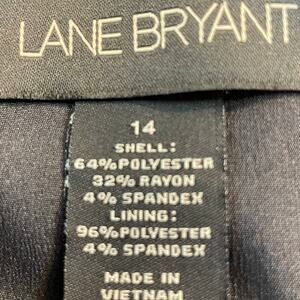 LANE BRYANT
14
SHELL:
64%POLYESTER
32% RAYON
4% SPANDEX
LINING:
96%POLYESTER
4% SPANDEX
MADE IN
VIETNAM